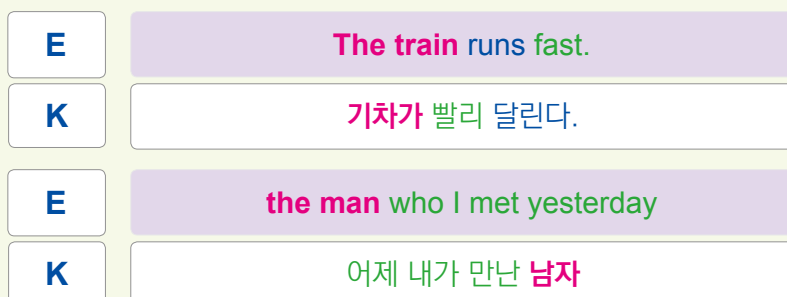 E
The train runs fast.
K
기차가 빨리 달린다.
E
the man who I met yesterday
K
어제 내가 만난 남자